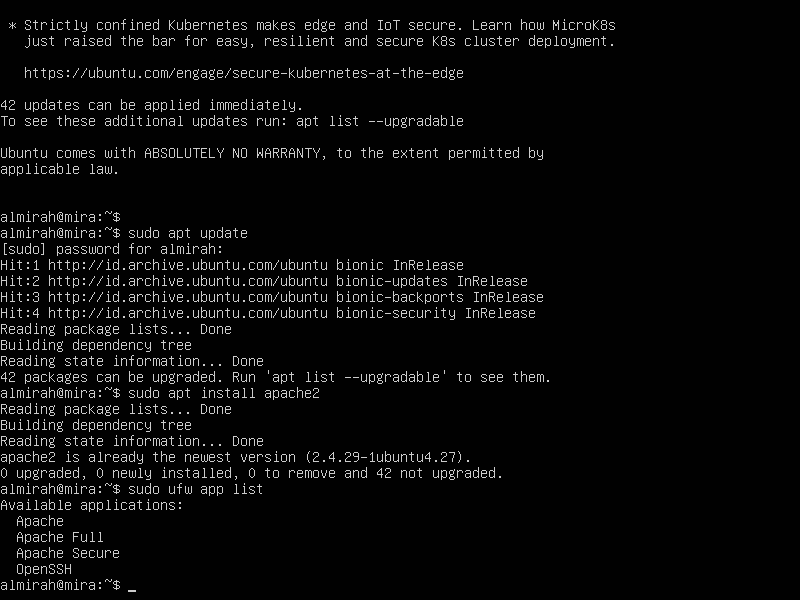 * Strictly confined Kubernetes makes edge and IoT secure. Learn how MicroK8s
   just raised the bar for easy, resilient and secure K8s cluster deployment.

   https://ubuntu.com/engage/secure-kubernetes-at-the-edge

42 updates can be applied immediately.
To see these additional updates run: apt list --upgradable

Ubuntu comes with ABSOLUTELY NO WARRANTY, to the extent permitted by
applicable law.

almirah@mira:~$
almirah@mira:~$ sudo apt update
[sudo] password for almirah:
Hit:1 http://id.archive.ubuntu.com/ubuntu bionic InRelease
Hit:2 http://id.archive.ubuntu.com/ubuntu bionic-updates InRelease
Hit:3 http://id.archive.ubuntu.com/ubuntu bionic-backports InRelease
Hit:4 http://id.archive.ubuntu.com/ubuntu bionic-security InRelease
Reading package lists... Done
Building dependency tree
Reading state information... Done
42 packages can be upgraded. Run 'apt list --upgradable' to see them.
almirah@mira:~$ sudo apt install apache2
Reading package lists... Done
Building dependency tree
Reading state information... Done
apache2 is already the newest version (2.4.29-1ubuntu4.27).
0 upgraded, 0 newly installed, 0 to remove and 42 not upgraded.
almirah@mira:~$ sudo ufw app list
Available applications:
  Apache
  Apache Full
  Apache Secure
  OpenSSH
almirah@mira:~$ _